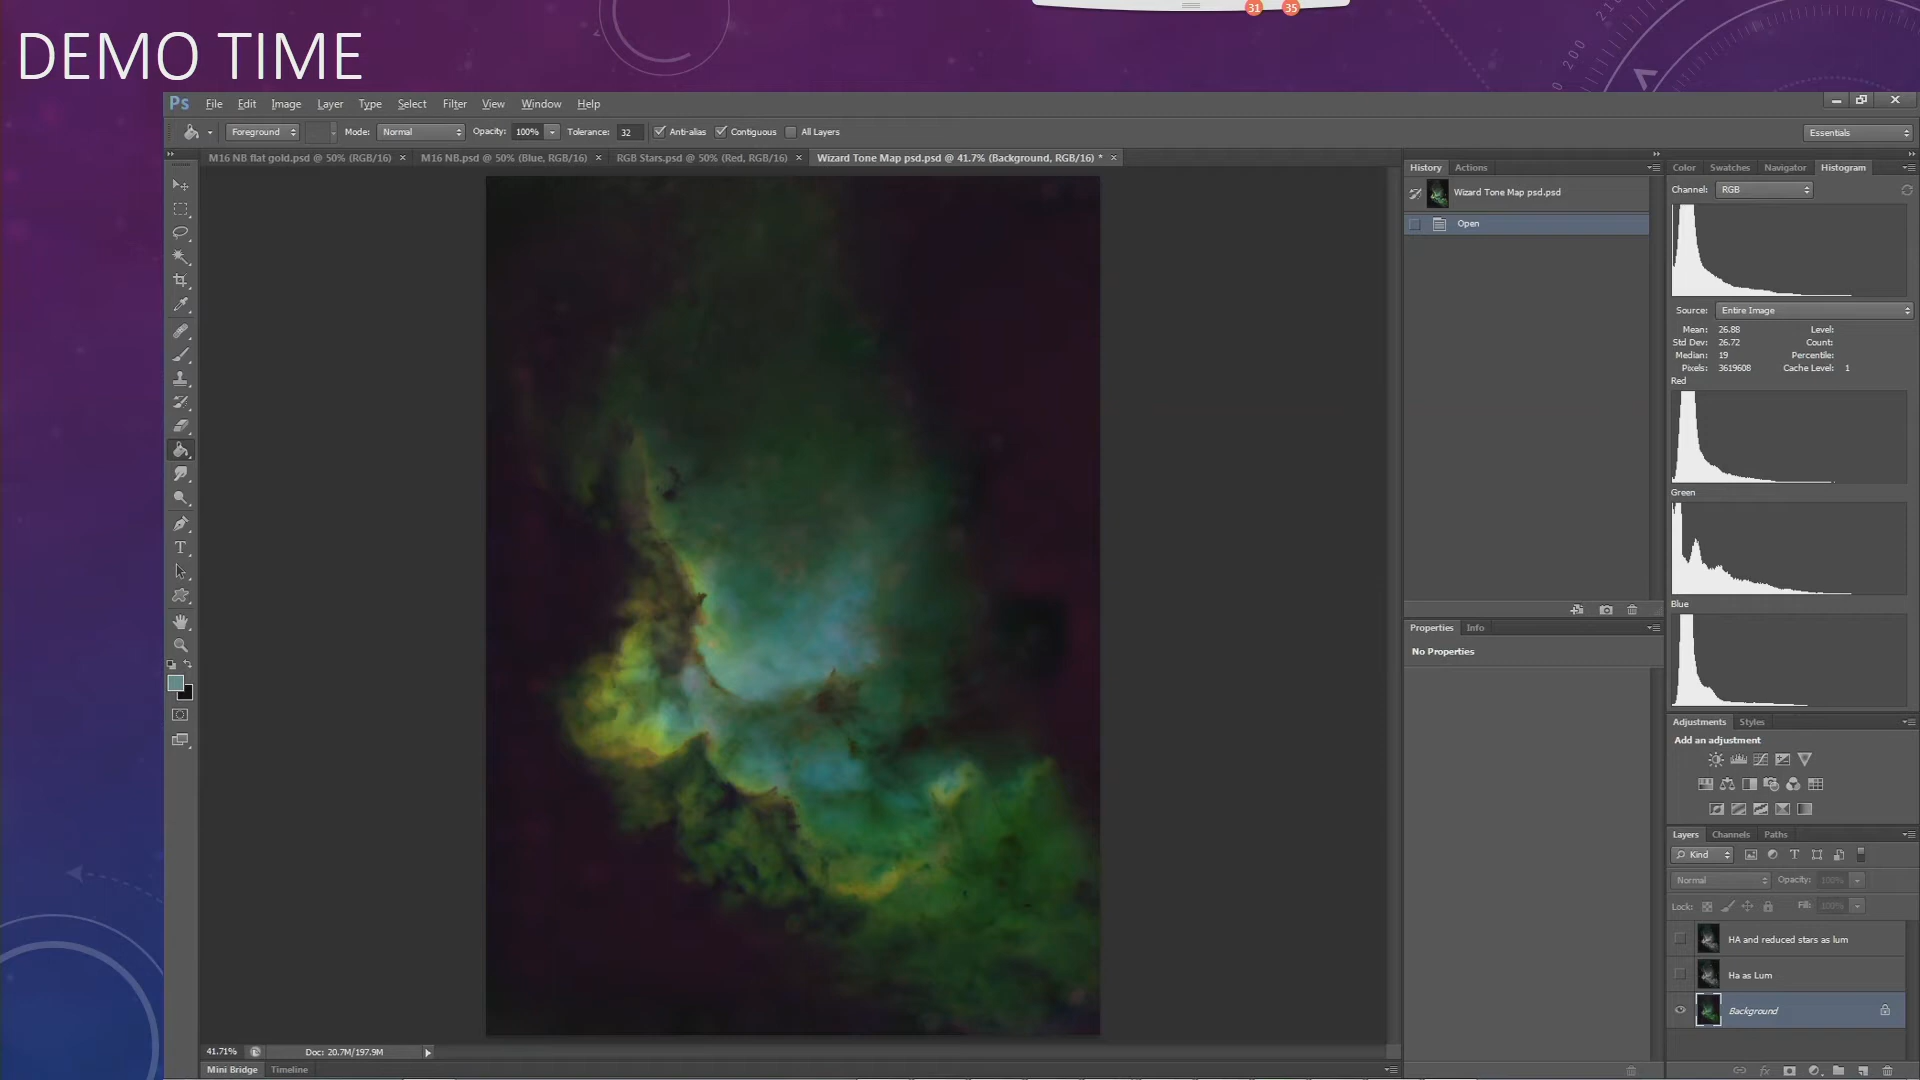 DEMO TIME
31 35
Ps File Edit Image Layer Type Select Filter View Window Help
Foreground Mode: Normal Opacity: 100% Tolerance: 32 Anti-alias Contiguous All Layers Essentials
M16 NB flat gold.psd @ 50% (RGB/16) × M16 NB.psd @ 50% (Blue, RGB/16) × RGB Stars.psd @ 50% (Red, RGB/16) × Wizard Tone Map psd.psd @ 41.7% (Background, RGB/16) * ×
History Actions
Wizard Tone Map psd.psd
Open
Properties Info
No Properties
Color Swatches Navigator Histogram
Channel: RGB
Source: Entire Image
Mean: 26.88 Level:
Std Dev: 26.72 Count:
Median: 19 Percentile:
Pixels: 3619608 Cache Level: 1
Red
Green
Blue
Adjustments Styles
Add an adjustment
Layers Channels Paths
Kind
Normal Opacity: 100%
Lock: Fill: 100%
HA and reduced stars as lum
Ha as Lum
Background
41.71% Doc: 20.7M/197.9M
Mini Bridge Timeline
210
200